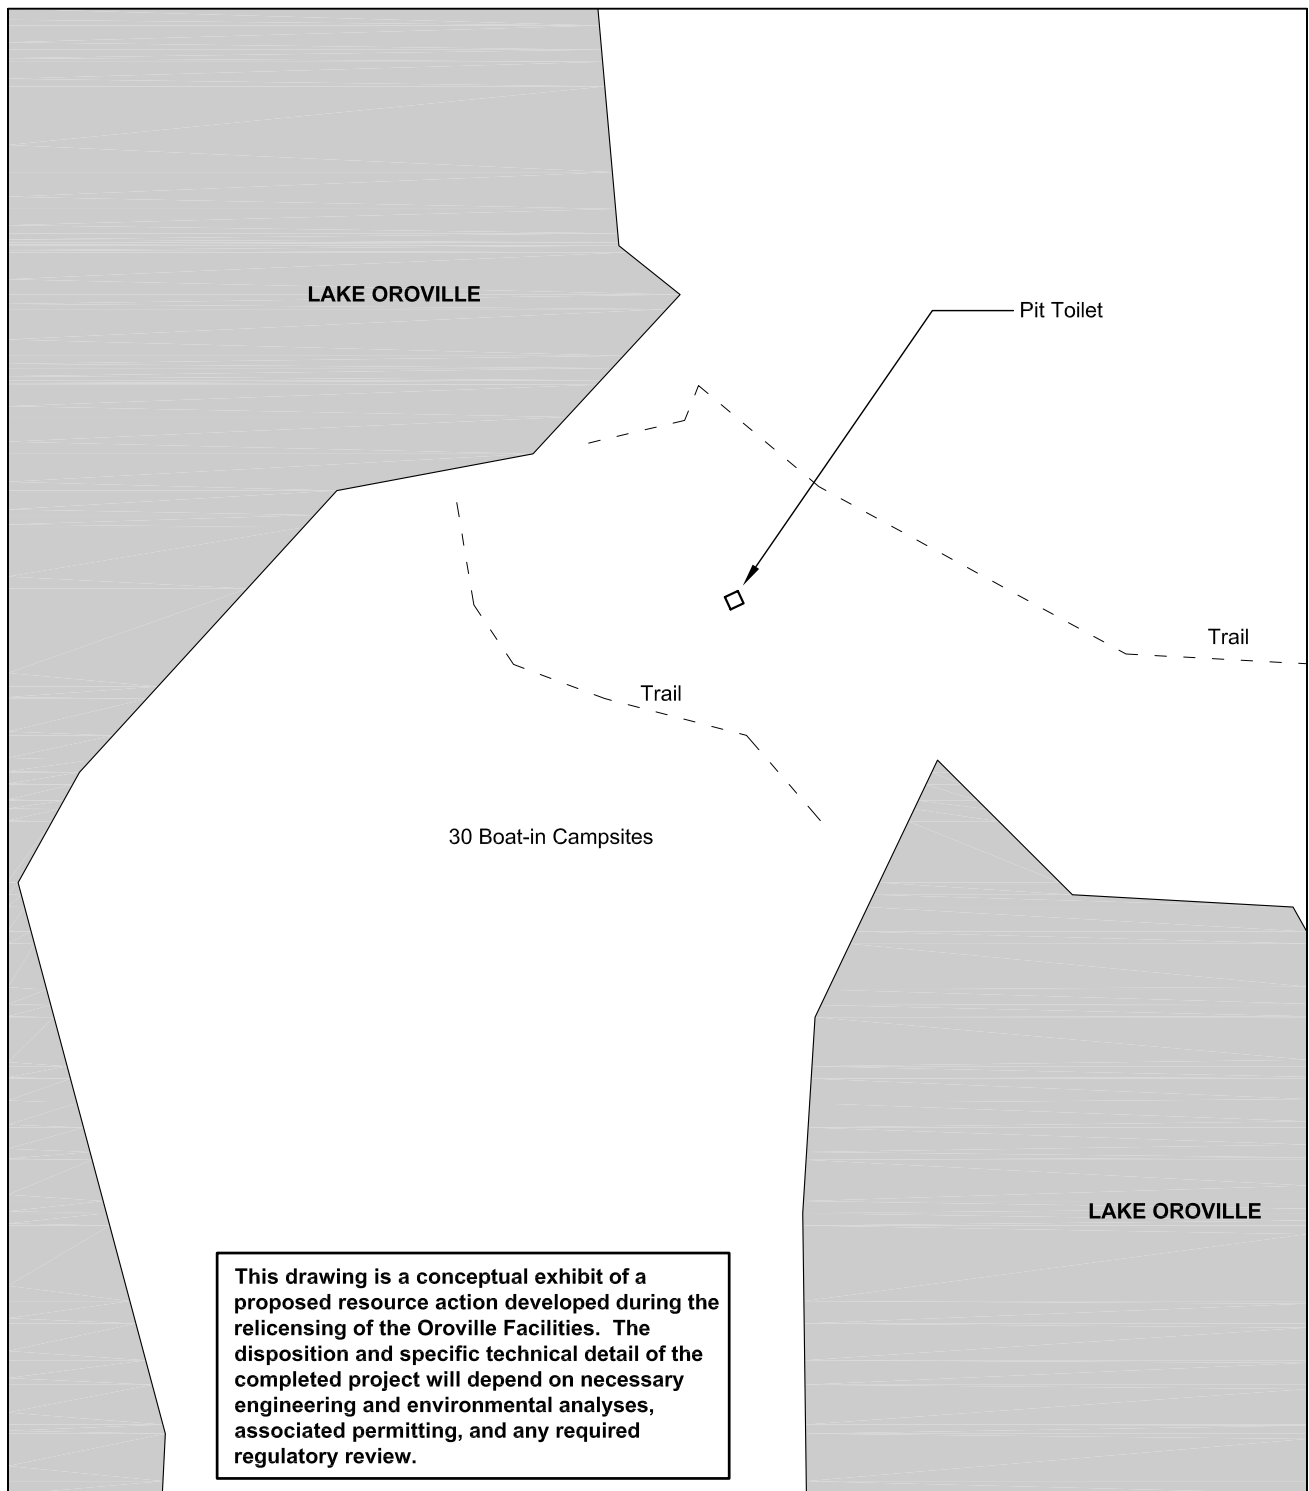 LAKE OROVILLE
Pit Toilet
Trail
Trail
30 Boat-in Campsites
LAKE OROVILLE
This drawing is a conceptual exhibit of a
proposed resource action developed during the
relicensing of the Oroville Facilities.  The
disposition and specific technical detail of the
completed project will depend on necessary
engineering and environmental analyses,
associated permitting, and any required
regulatory review.